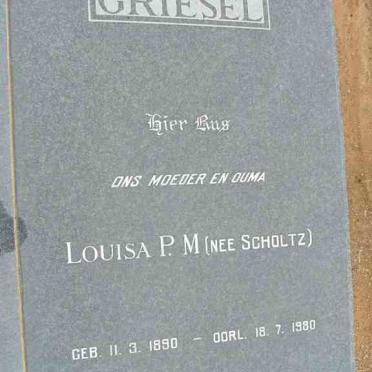 GRIESEL
Hier Rus
ONS MOEDER EN OUMA
LOUISA P. M (NEE SCHOLTZ)
GEB. 11. 3. 1890 – OORL. 18. 7. 1980